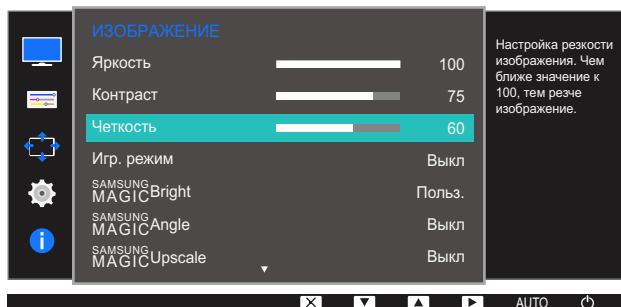 ИЗОБРАЖЕНИЕ
Яркость 100
Контраст 75
Четкость 60
Игр. режим Выкл
SAMSUNG MAGIC Bright Польз.
SAMSUNG MAGIC Angle Выкл
SAMSUNG MAGIC Upscale Выкл
Настройка резкости
изображения. Чем
ближе значение к
100, тем резче
изображение.
AUTO